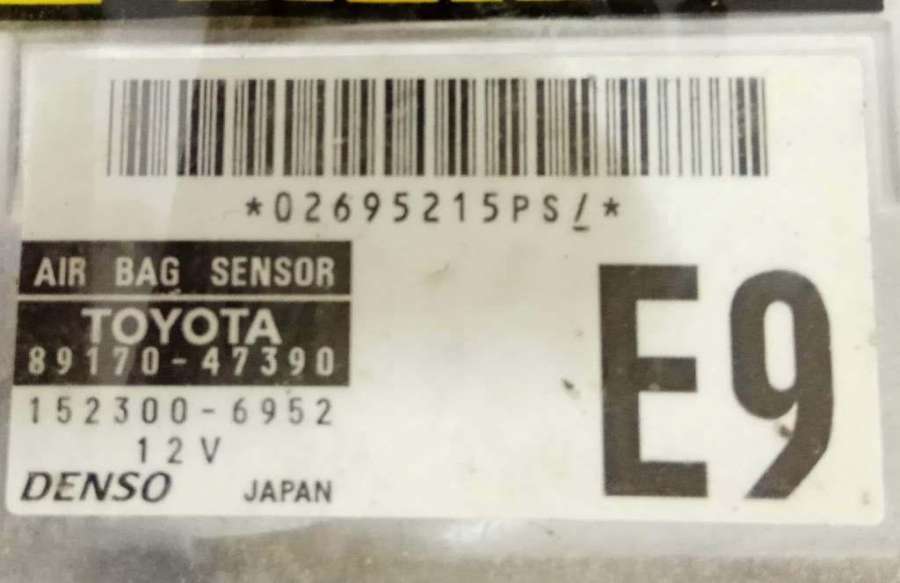 *02695215PS/*
AIR BAG SENSOR
TOYOTA
89170-47390
152300-6952
12V
DENSO JAPAN
E9